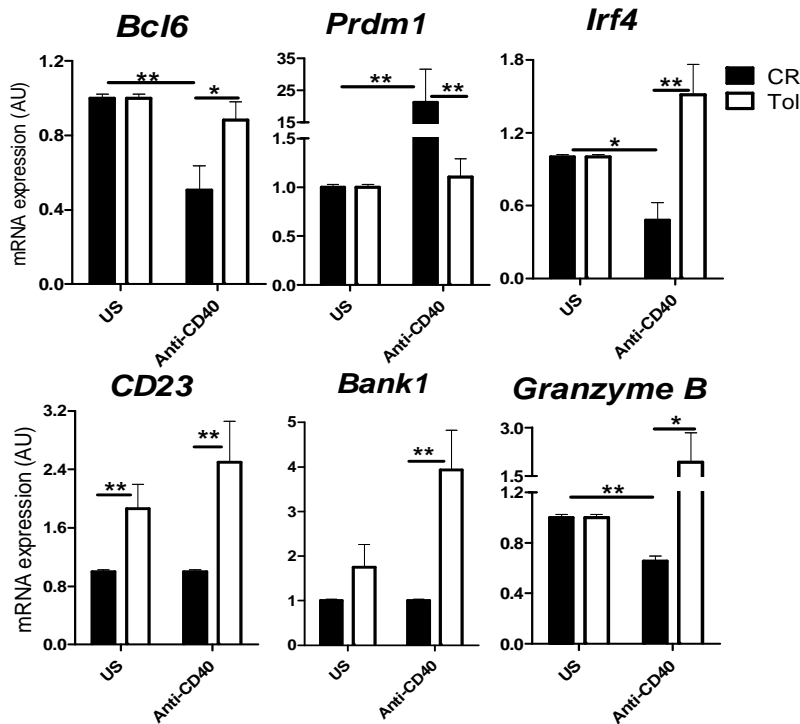 Bcl6
Prdm1
Irf4
mRNA expression (AU)
1.2
0.8
0.4
0.0
**
*
US
Anti-CD40
35
25
15
1.5
1.0
0.5
0.0
**
**
US
Anti-CD40
1.8
1.2
0.6
0.0
*
**
US
Anti-CD40
CR
Tol
CD23
Bank1
Granzyme B
mRNA expression (AU)
3.2
2.4
1.6
0.8
0.0
**
**
US
Anti-CD40
5
4
3
2
1
0
**
US
Anti-CD40
3.0
1.5
1.2
0.8
0.4
0.0
**
*
US
Anti-CD40